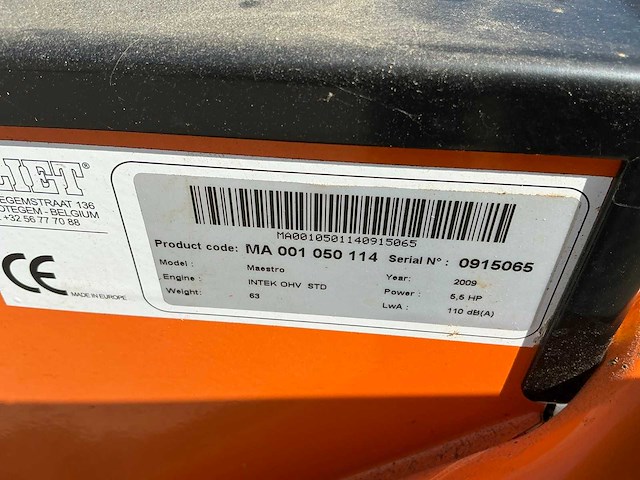 LIET®
EGEMSTRAAT 136
OTEGEM - BELGIUM
+32 56 77 70 88
CE
MADE IN EUROPE
MA0010501140915065
Product code: MA 001 050 114 Serial N° : 0915065
Model : Maestro Year: 2009
Engine : INTEK OHV STD Power : 5,5 HP
Weight: 63 LwA : 110 dB(A)